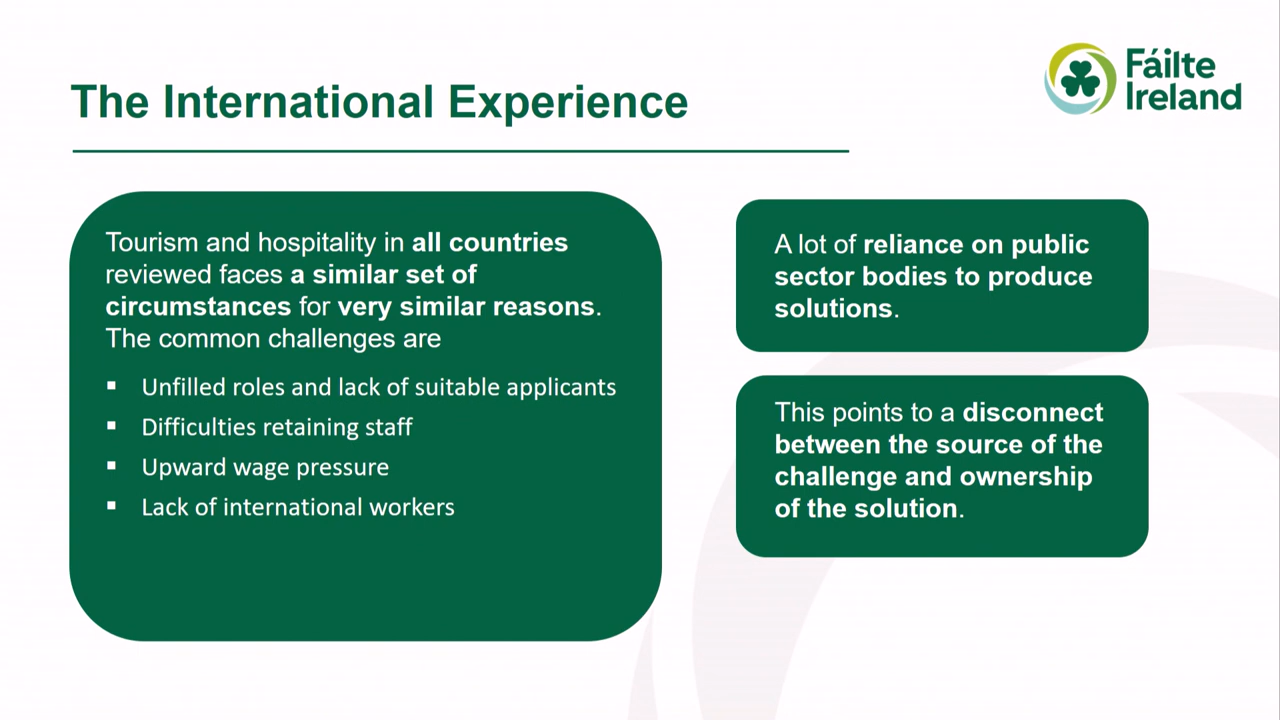 The International Experience
Fáilte
Ireland
Tourism and hospitality in all countries
reviewed faces a similar set of
circumstances for very similar reasons.
The common challenges are
▪ Unfilled roles and lack of suitable applicants
▪ Difficulties retaining staff
▪ Upward wage pressure
▪ Lack of international workers
A lot of reliance on public
sector bodies to produce
solutions.
This points to a disconnect
between the source of the
challenge and ownership
of the solution.